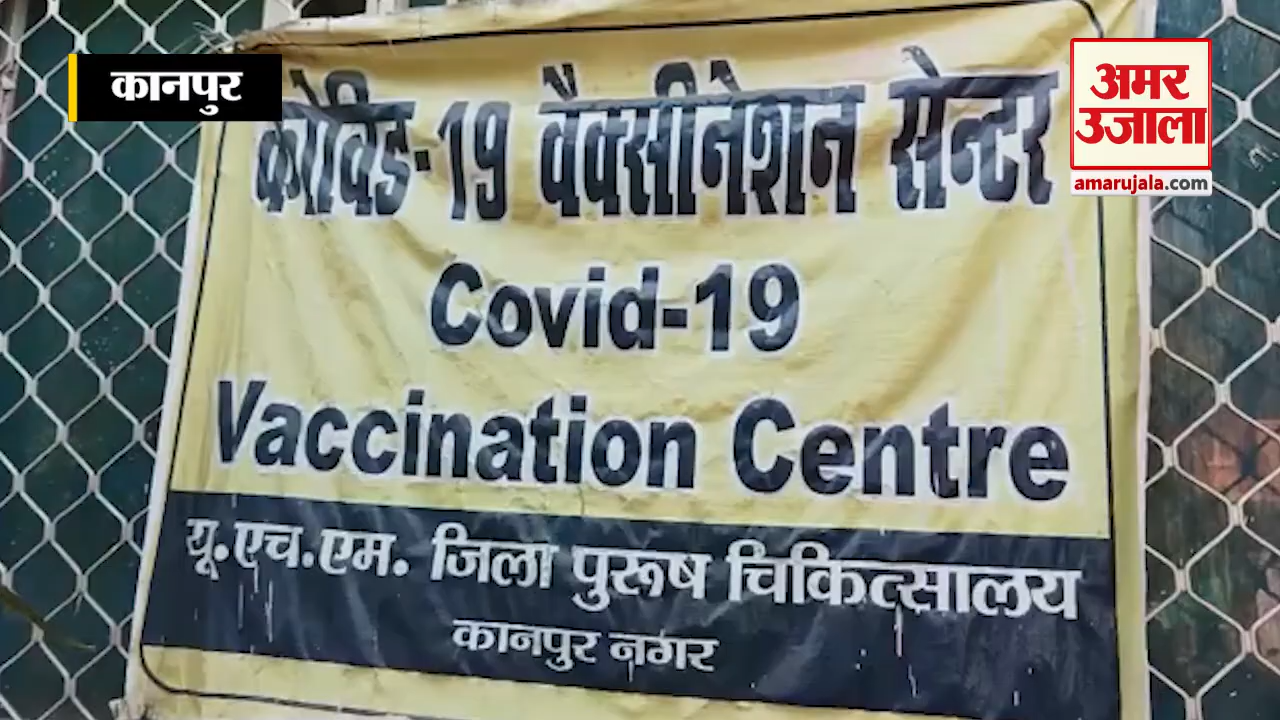 कानपुर
अमर
उजाला
amarujala.com
कोविड-19 वैक्सीनेशन सेन्टर
Covid-19
Vaccination Centre
यू.एच.एम. जिला पुरूष चिकित्सालय
कानपुर नगर